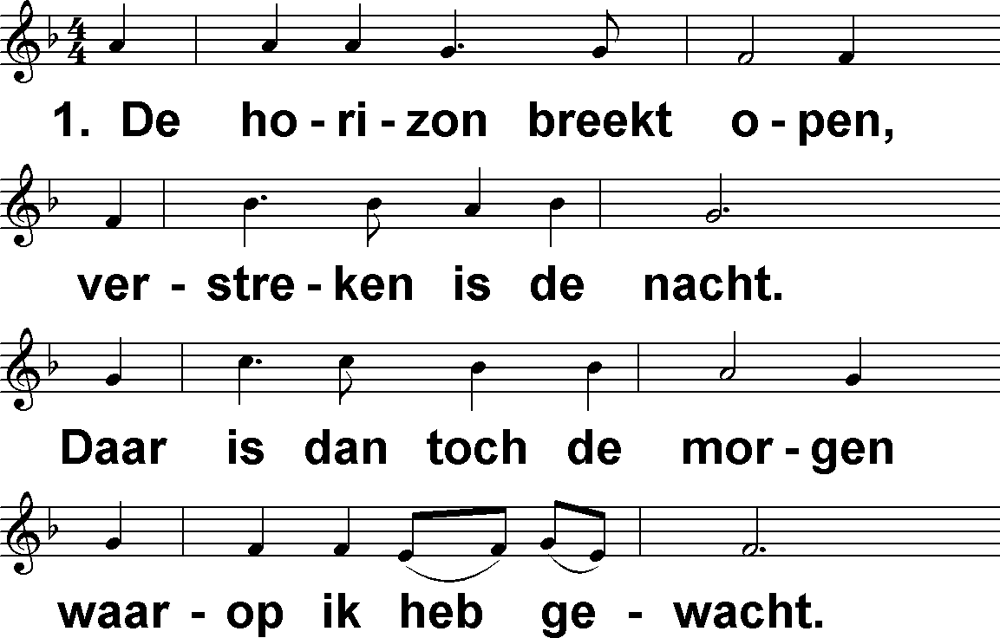 1. De ho - ri - zon breekt o - pen,
ver - stre - ken is de nacht.
Daar is dan toch de mor - gen
waar - op ik heb ge - wacht.